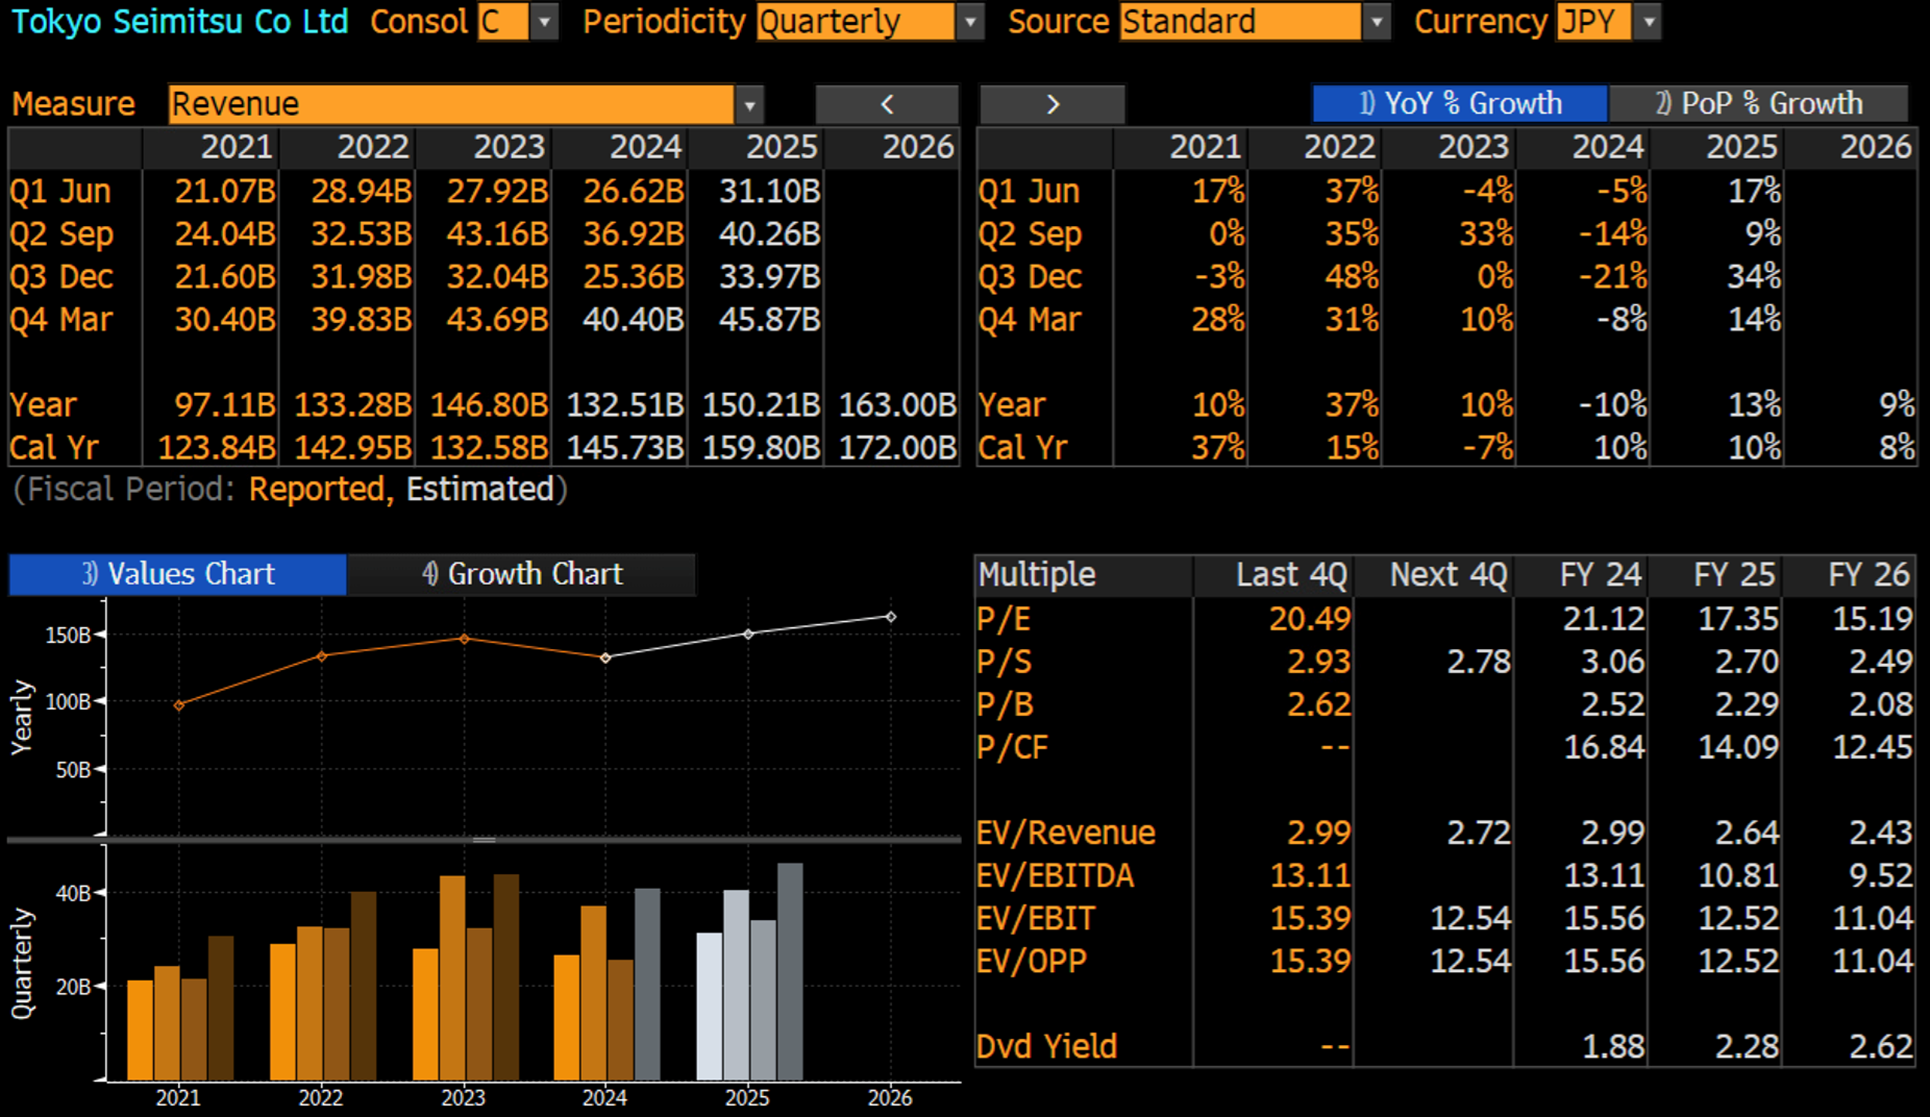 Tokyo Seimitsu Co Ltd Consol C Periodicity Quarterly Source Standard Currency JPY
Measure Revenue < > 1) YoY % Growth 2) PoP % Growth
2021 2022 2023 2024 2025 2026 2021 2022 2023 2024 2025 2026
Q1 Jun 21.07B 28.94B 27.92B 26.62B 31.10B Q1 Jun 17% 37% -4% -5% 17%
Q2 Sep 24.04B 32.53B 43.16B 36.92B 40.26B Q2 Sep 0% 35% 33% -14% 9%
Q3 Dec 21.60B 31.98B 32.04B 25.36B 33.97B Q3 Dec -3% 48% 0% -21% 34%
Q4 Mar 30.40B 39.83B 43.69B 40.40B 45.87B Q4 Mar 28% 31% 10% -8% 14%
Year 97.11B 133.28B 146.80B 132.51B 150.21B 163.00B Year 10% 37% 10% -10% 13% 9%
Cal Yr 123.84B 142.95B 132.58B 145.73B 159.80B 172.00B Cal Yr 37% 15% -7% 10% 10% 8%
(Fiscal Period: Reported, Estimated)
3) Values Chart 4) Growth Chart
150B
100B
50B
Yearly
40B
20B
Quarterly
2021 2022 2023 2024 2025 2026
Multiple Last 4Q Next 4Q FY 24 FY 25 FY 26
P/E 20.49 21.12 17.35 15.19
P/S 2.93 2.78 3.06 2.70 2.49
P/B 2.62 2.52 2.29 2.08
P/CF -- 16.84 14.09 12.45
EV/Revenue 2.99 2.72 2.99 2.64 2.43
EV/EBITDA 13.11 13.11 10.81 9.52
EV/EBIT 15.39 12.54 15.56 12.52 11.04
EV/OPP 15.39 12.54 15.56 12.52 11.04
Dvd Yield -- 1.88 2.28 2.62